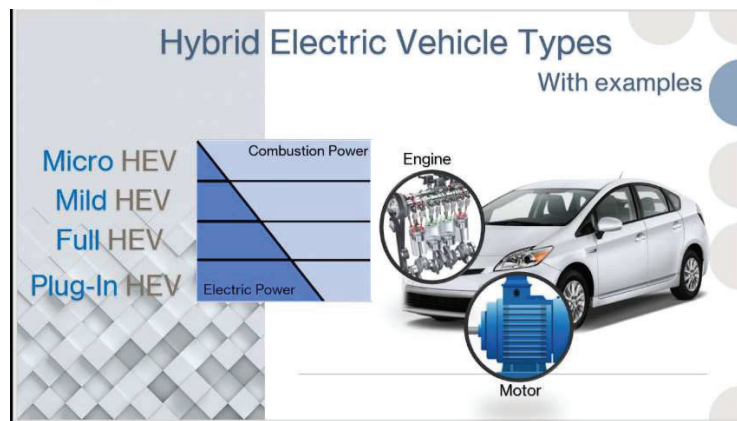 Hybrid Electric Vehicle Types
With examples
Micro HEV
Mild HEV
Full HEV
Plug-In HEV
Combustion Power
Electric Power
Engine
Motor